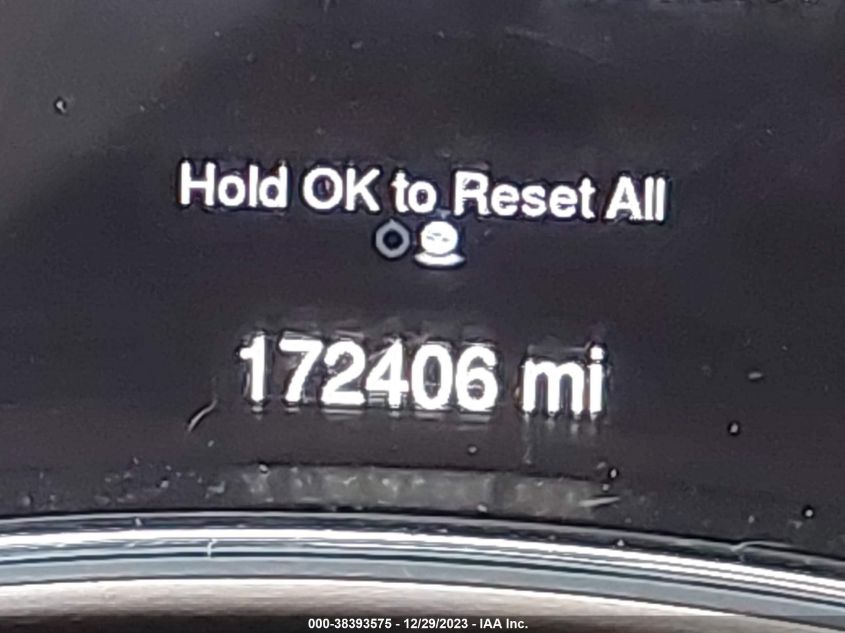 Hold OK to Reset All
172406 mi
000-38393575 - 12/29/2023 - IAA Inc.